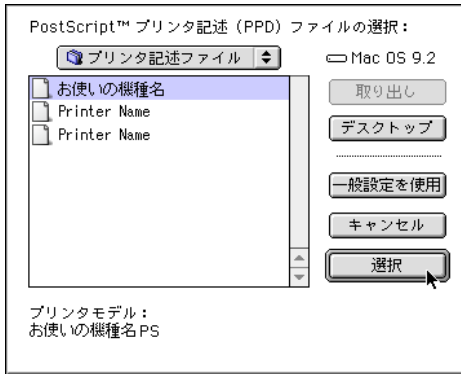 PostScript™ プリンタ記述（PPD）ファイルの選択：
プリンタ記述ファイル
Mac OS 9.2
お使いの機種名
Printer Name
Printer Name
取り出し
デスクトップ
一般設定を使用
キャンセル
選択
プリンタモデル：
お使いの機種名PS